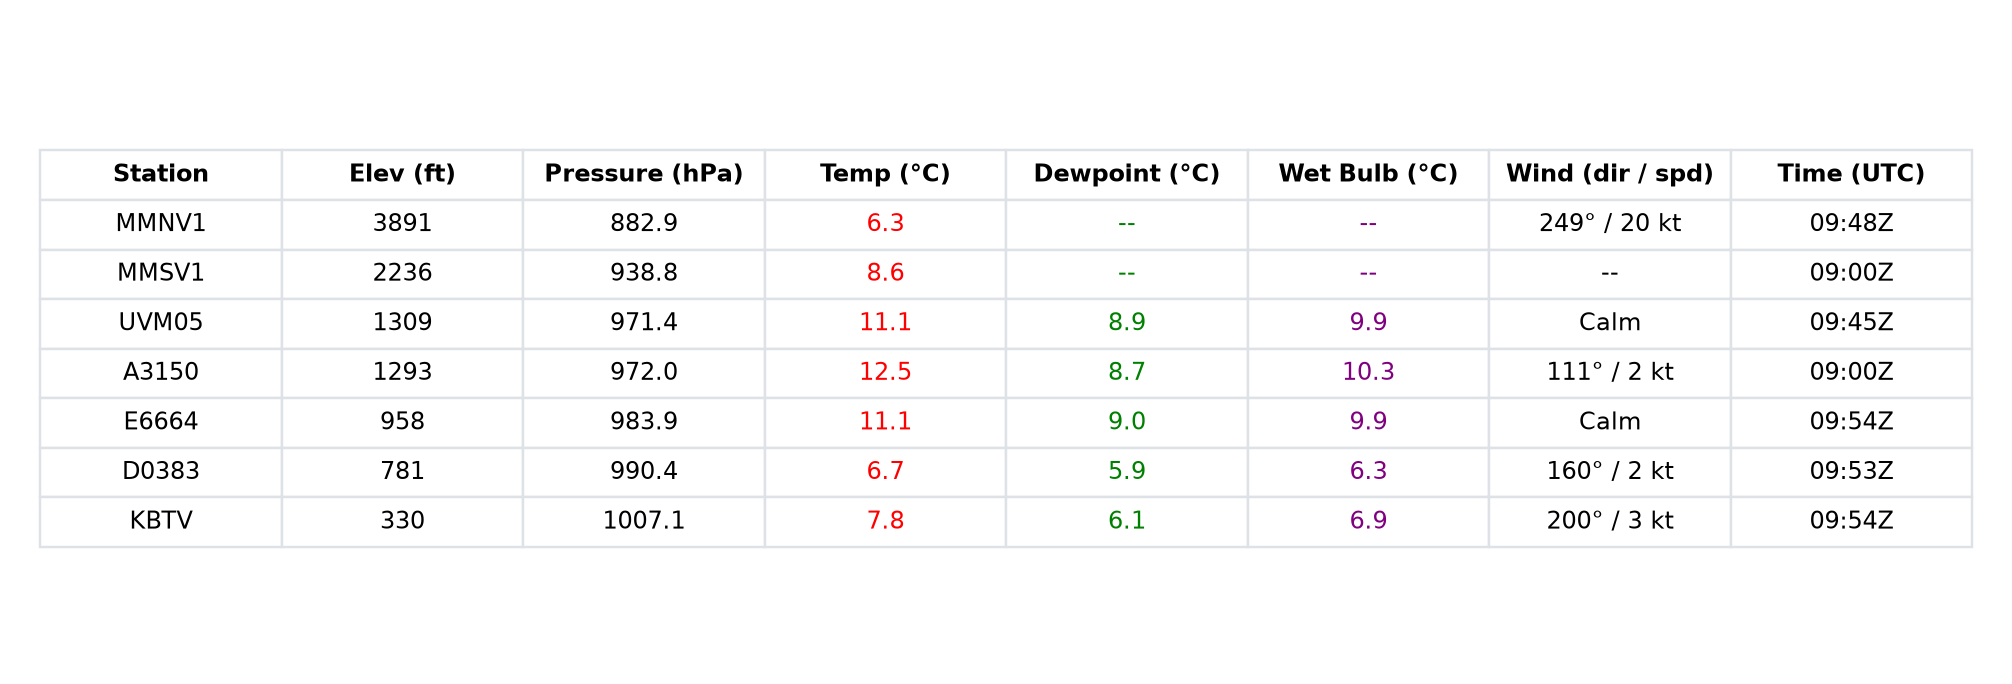 Station Elev (ft) Pressure (hPa) Temp (°C) Dewpoint (°C) Wet Bulb (°C) Wind (dir / spd) Time (UTC)
MMNV1 3891 882.9 6.3 -- -- 249° / 20 kt 09:48Z
MMSV1 2236 938.8 8.6 -- -- -- 09:00Z
UVM05 1309 971.4 11.1 8.9 9.9 Calm 09:45Z
A3150 1293 972.0 12.5 8.7 10.3 111° / 2 kt 09:00Z
E6664 958 983.9 11.1 9.0 9.9 Calm 09:54Z
D0383 781 990.4 6.7 5.9 6.3 160° / 2 kt 09:53Z
KBTV 330 1007.1 7.8 6.1 6.9 200° / 3 kt 09:54Z